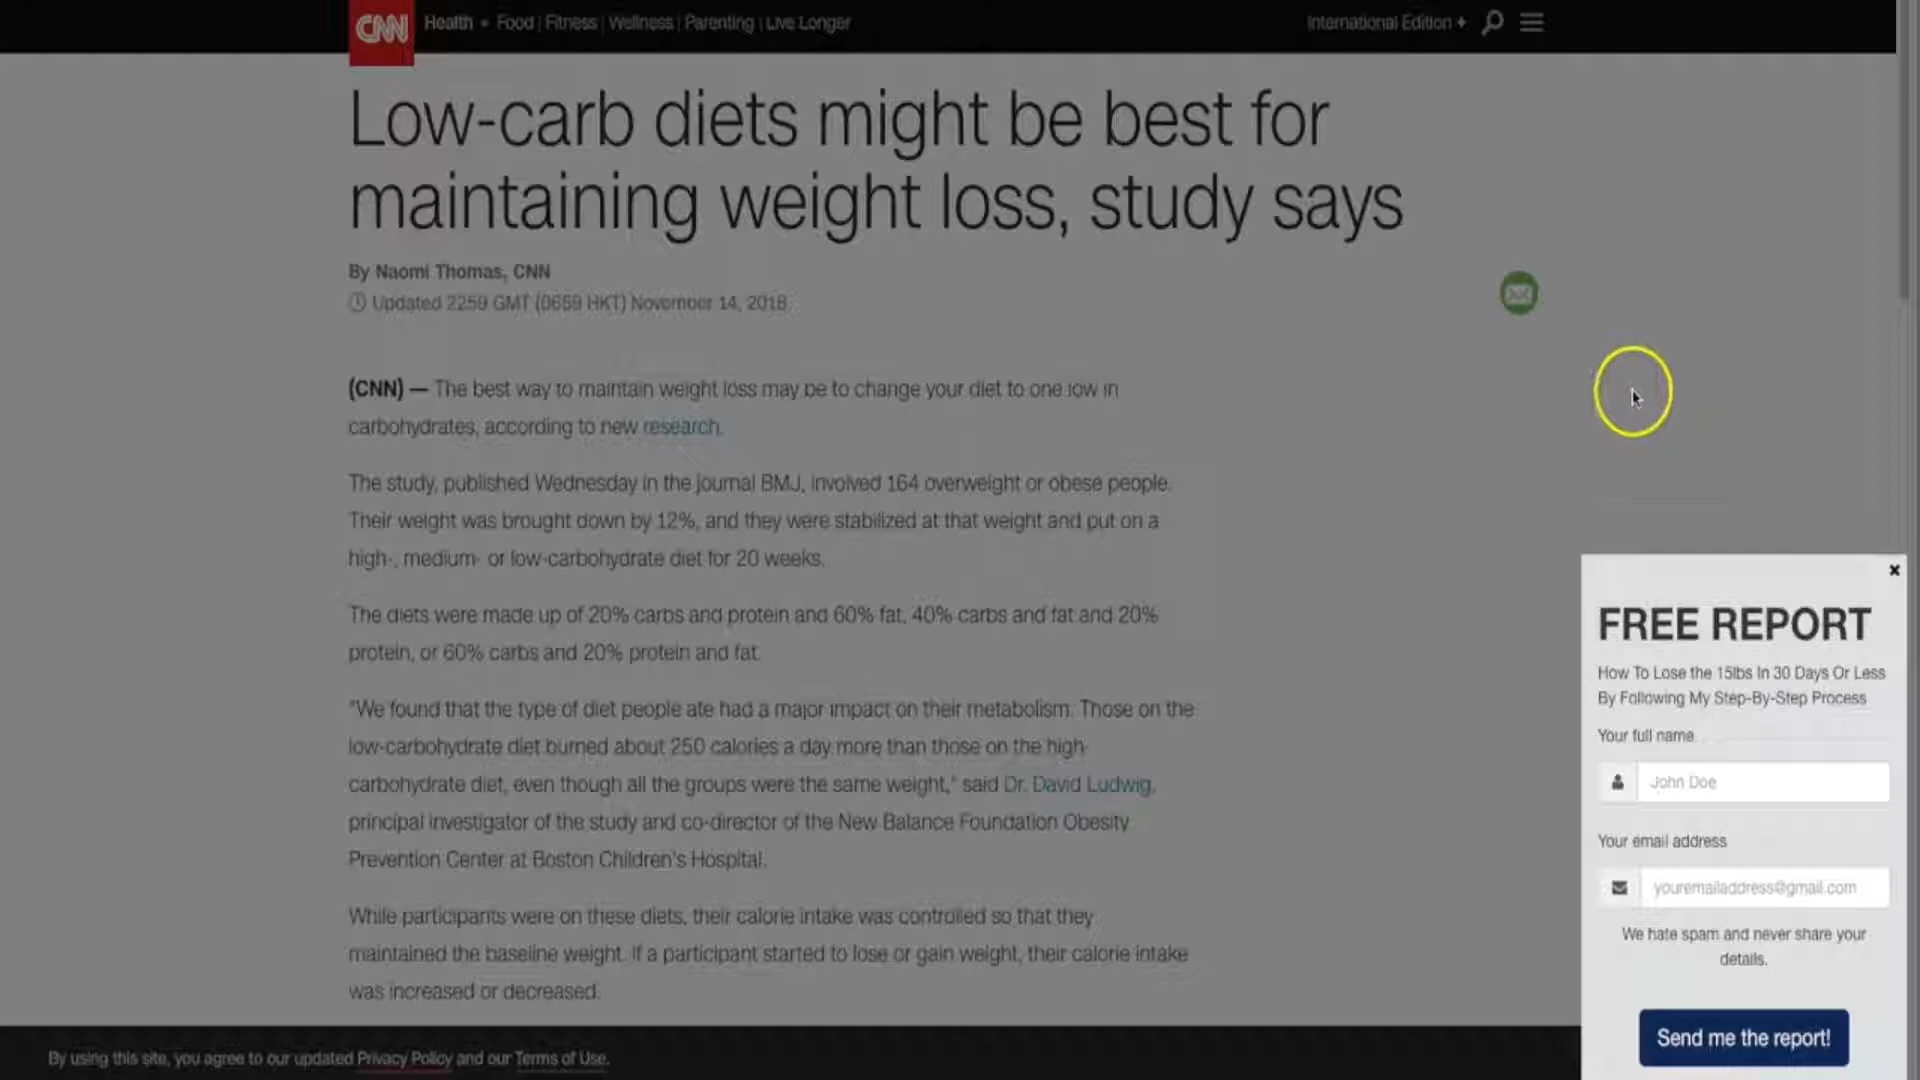 CNN Health • Food | Fitness | Wellness | Parenting | Live Longer
International Edition +
Low-carb diets might be best for
maintaining weight loss, study says
By Naomi Thomas, CNN
Updated 2259 GMT (0659 HKT) November 14, 2018
(CNN) — The best way to maintain weight loss may be to change your diet to one low in
carbohydrates, according to new research.
The study, published Wednesday in the journal BMJ, involved 164 overweight or obese people.
Their weight was brought down by 12%, and they were stabilized at that weight and put on a
high-, medium- or low-carbohydrate diet for 20 weeks.
The diets were made up of 20% carbs and protein and 60% fat, 40% carbs and fat and 20%
protein, or 60% carbs and 20% protein and fat.
"We found that the type of diet people ate had a major impact on their metabolism. Those on the
low-carbohydrate diet burned about 250 calories a day more than those on the high-
carbohydrate diet, even though all the groups were the same weight," said Dr. David Ludwig,
principal investigator of the study and co-director of the New Balance Foundation Obesity
Prevention Center at Boston Children's Hospital.
While participants were on these diets, their calorie intake was controlled so that they
maintained the baseline weight. If a participant started to lose or gain weight, their calorie intake
was increased or decreased.
By using this site, you agree to our updated Privacy Policy and our Terms of Use.
×
FREE REPORT
How To Lose the 15lbs In 30 Days Or Less
By Following My Step-By-Step Process
Your full name
John Doe
Your email address
youremailaddress@gmail.com
We hate spam and never share your
details.
Send me the report!